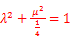 λ² + μ²/(1/4) = 1